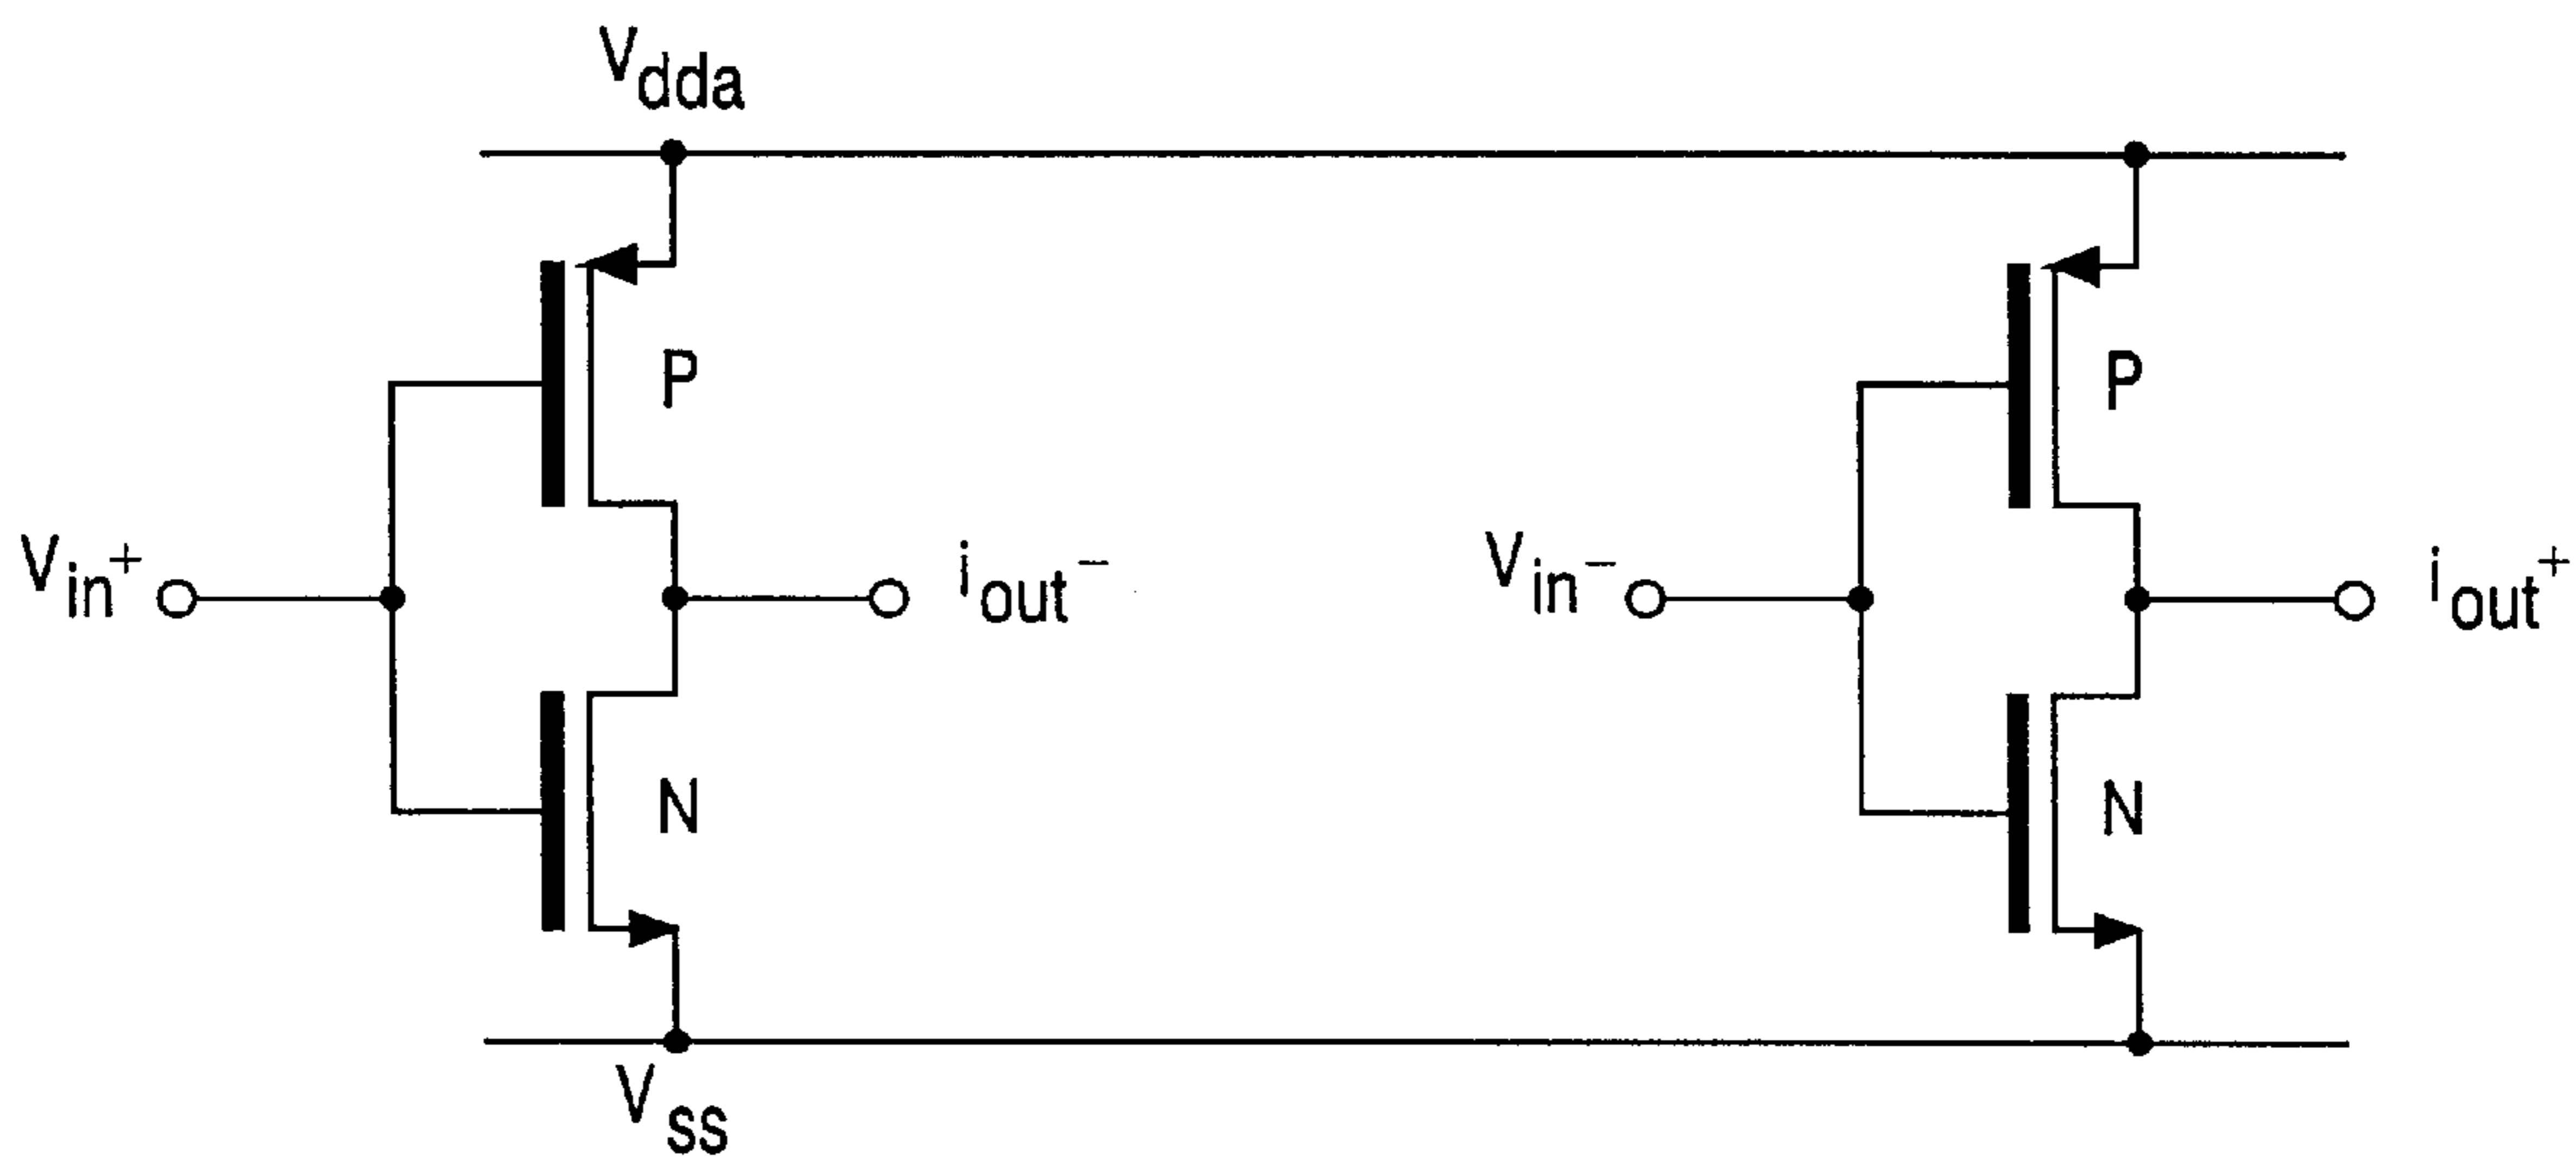 Vdda
P
P
Vin+
iout-
Vin-
iout+
N
N
Vss